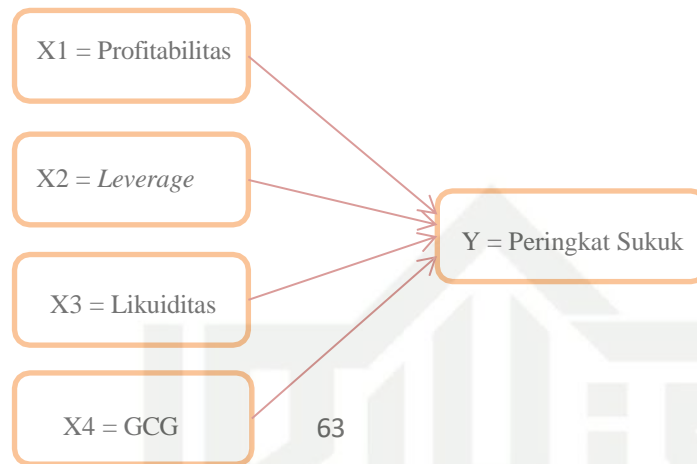 X1 = Profitabilitas
X2 = Leverage
Y = Peringkat Sukuk
X3 = Likuiditas
X4 = GCG
63